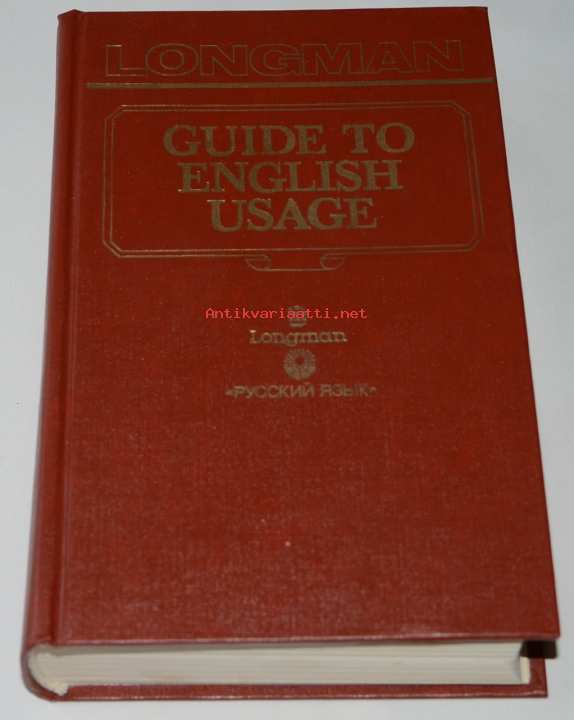 LONGMAN
GUIDE TO
ENGLISH
USAGE
Antikvariaatti.net
Longman
«РУССКИЙ ЯЗЫК»